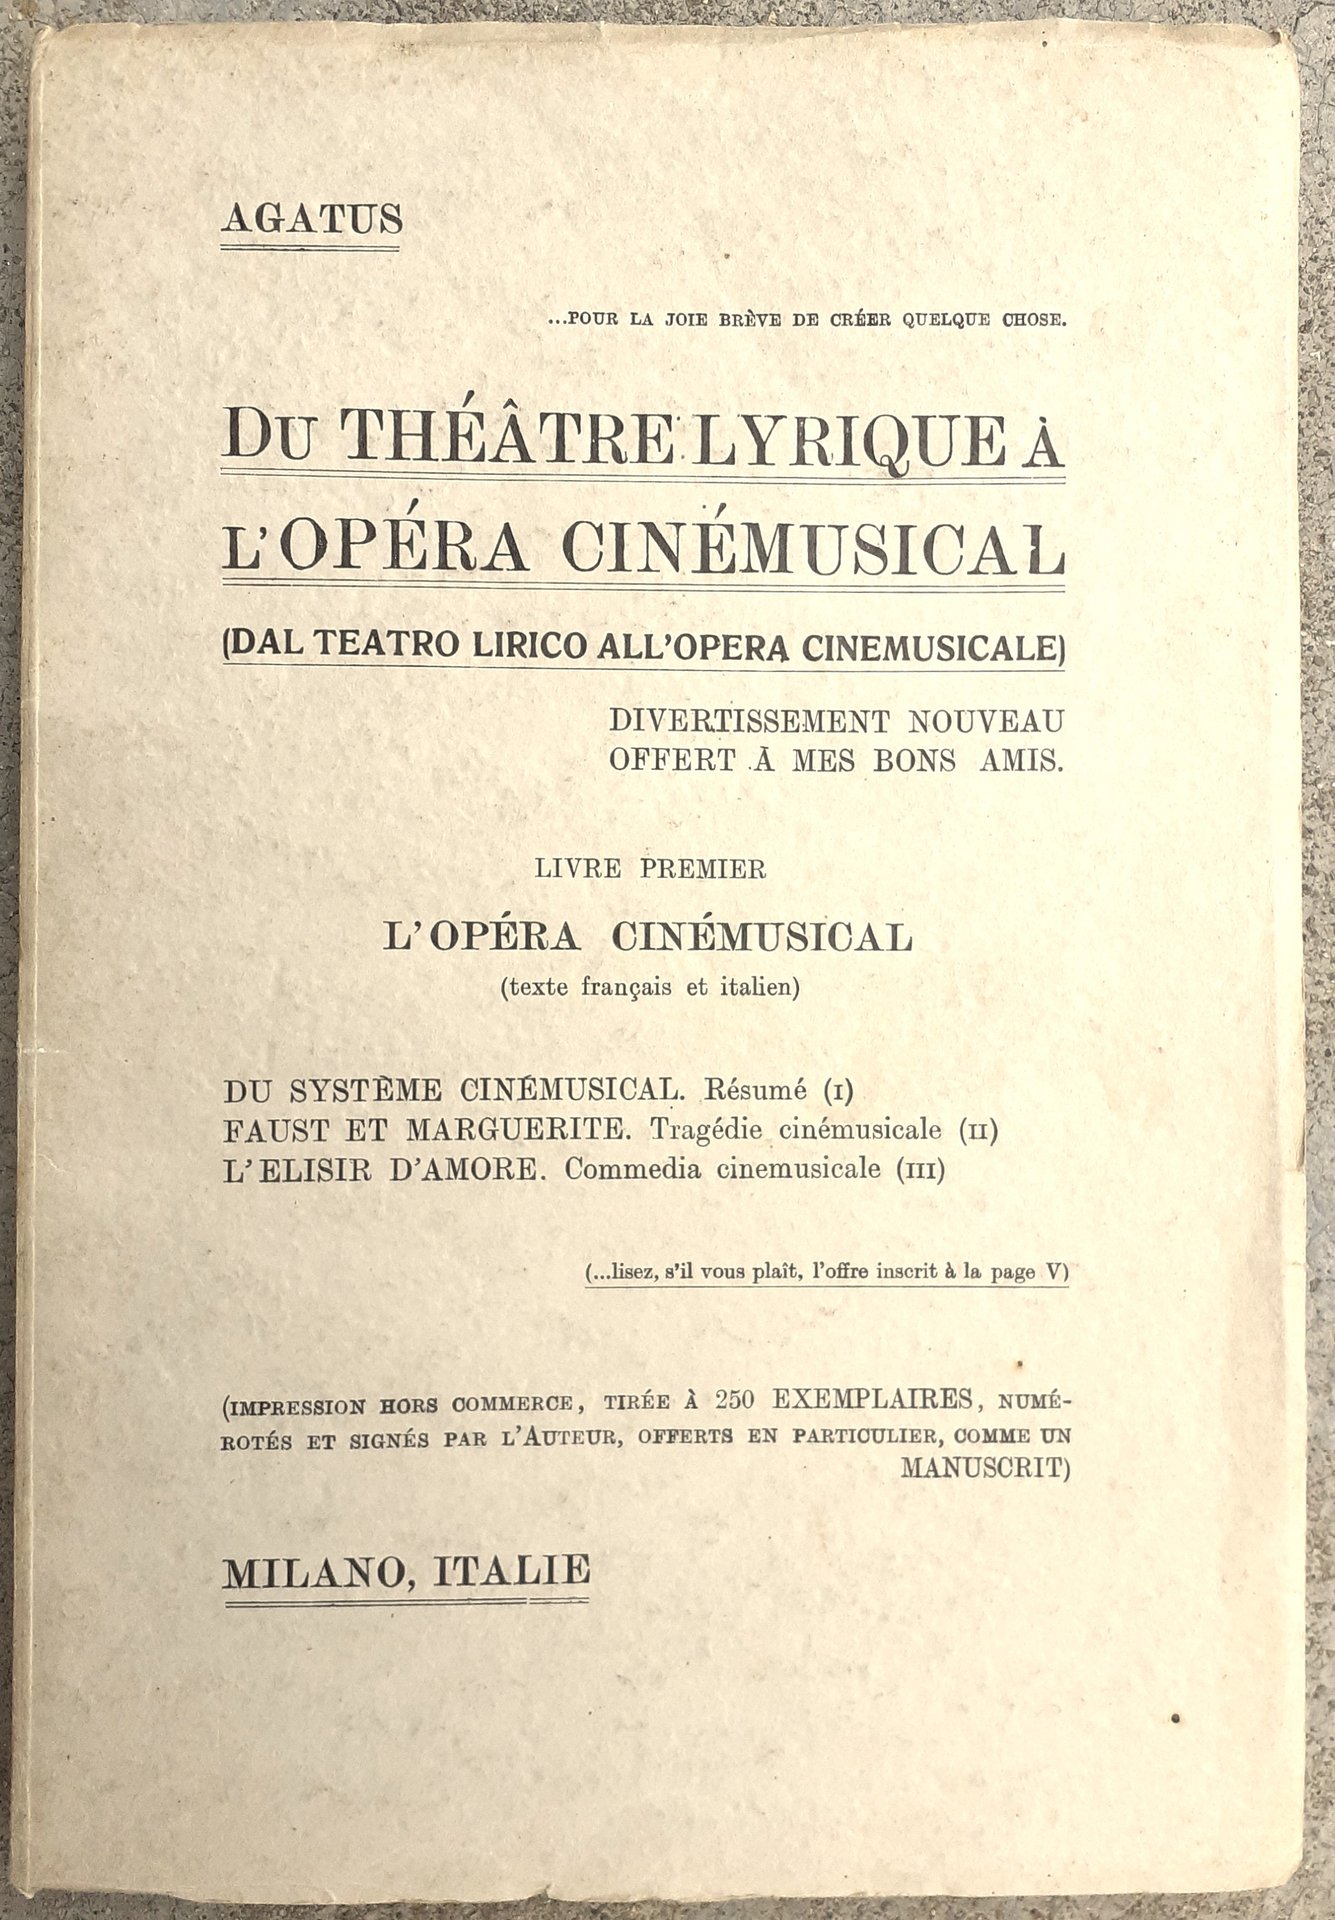 AGATUS
...POUR LA JOIE BRÈVE DE CRÉER QUELQUE CHOSE.
DU THÉÂTRE LYRIQUE À
L'OPÉRA CINÉMUSICAL
(DAL TEATRO LIRICO ALL'OPERA CINEMUSICALE)
DIVERTISSEMENT NOUVEAU
OFFERT À MES BONS AMIS.
LIVRE PREMIER
L'OPÉRA CINÉMUSICAL
(texte français et italien)
DU SYSTÈME CINÉMUSICAL. Résumé (I)
FAUST ET MARGUERITE. Tragédie cinémusicale (II)
L'ELISIR D'AMORE. Commedia cinemusicale (III)
(...lisez, s'il vous plaît, l'offre inscrit à la page V)
(IMPRESSION HORS COMMERCE, TIRÉE À 250 EXEMPLAIRES, NUMÉ-
ROTÉS ET SIGNÉS PAR L'AUTEUR, OFFERTS EN PARTICULIER, COMME UN
MANUSCRIT)
MILANO, ITALIE